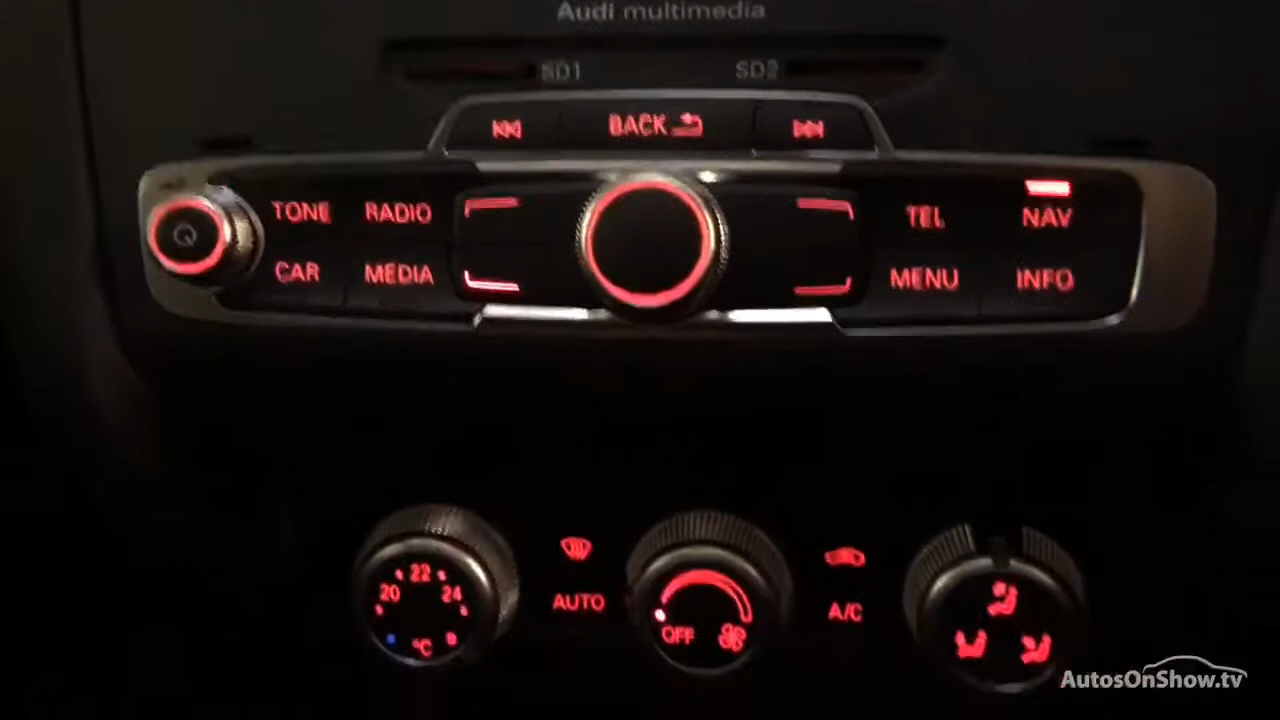 Audi multimedia
SD1 SD2
BACK
TONE RADIO TEL NAV
CAR MEDIA MENU INFO
20 22 24
°C
AUTO
OFF
A/C
AutosOnShow.tv